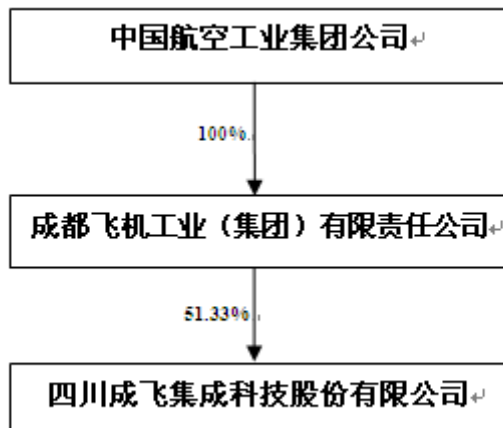 中国航空工业集团公司
100%
成都飞机工业（集团）有限责任公司
51.33%
四川成飞集成科技股份有限公司